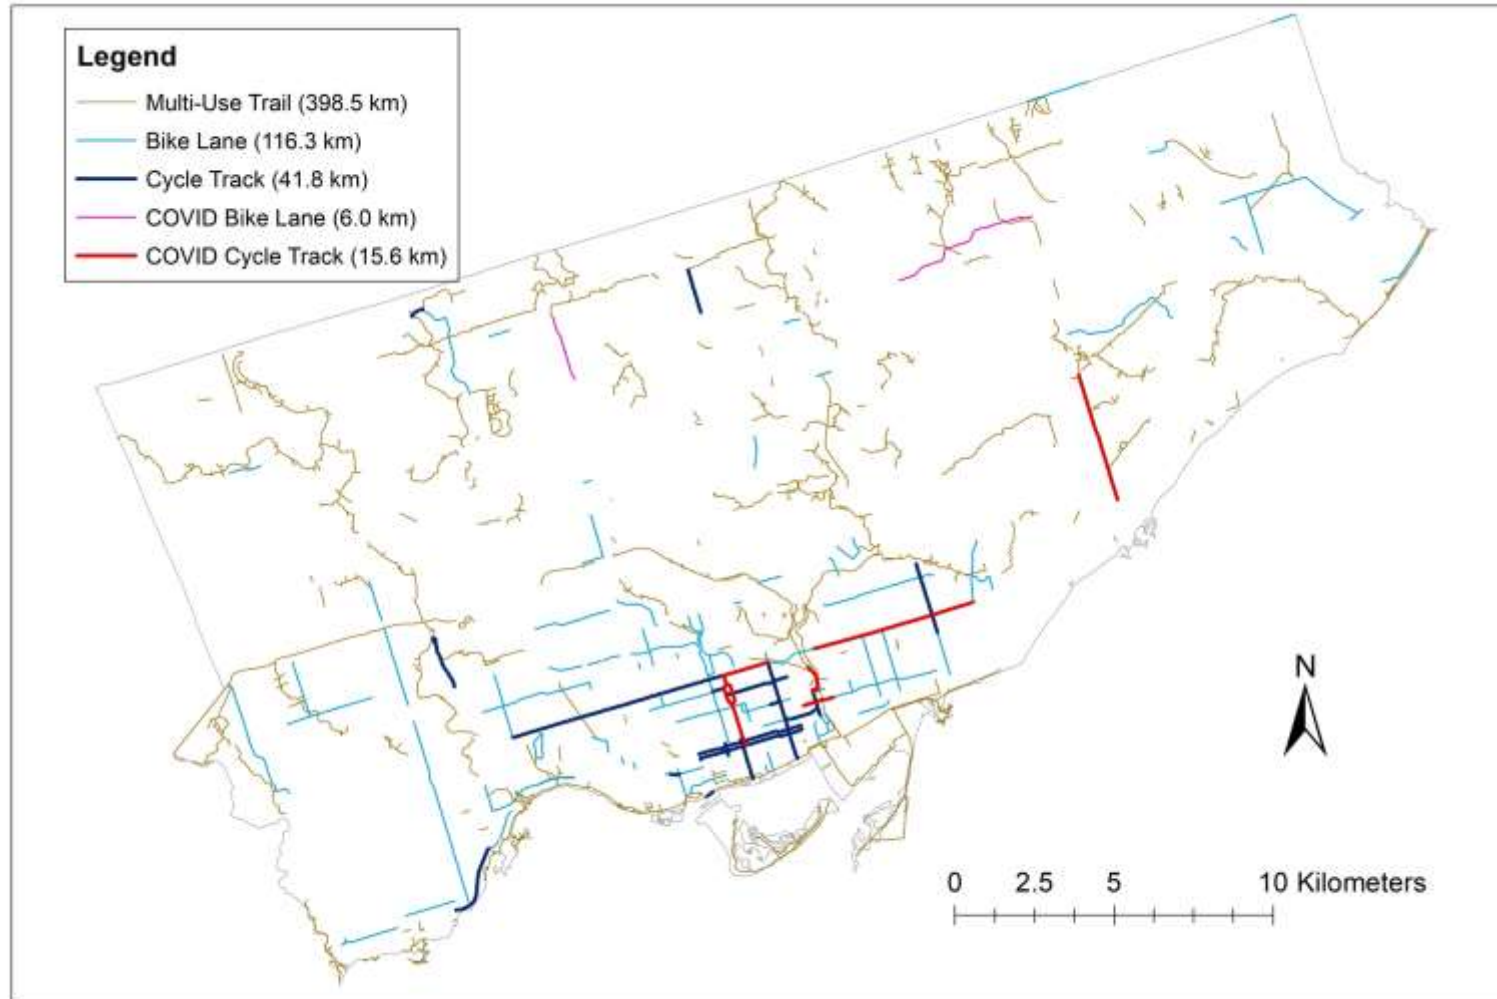 Legend
Multi-Use Trail (398.5 km)
Bike Lane (116.3 km)
Cycle Track (41.8 km)
COVID Bike Lane (6.0 km)
COVID Cycle Track (15.6 km)
N
0 2.5 5 10 Kilometers